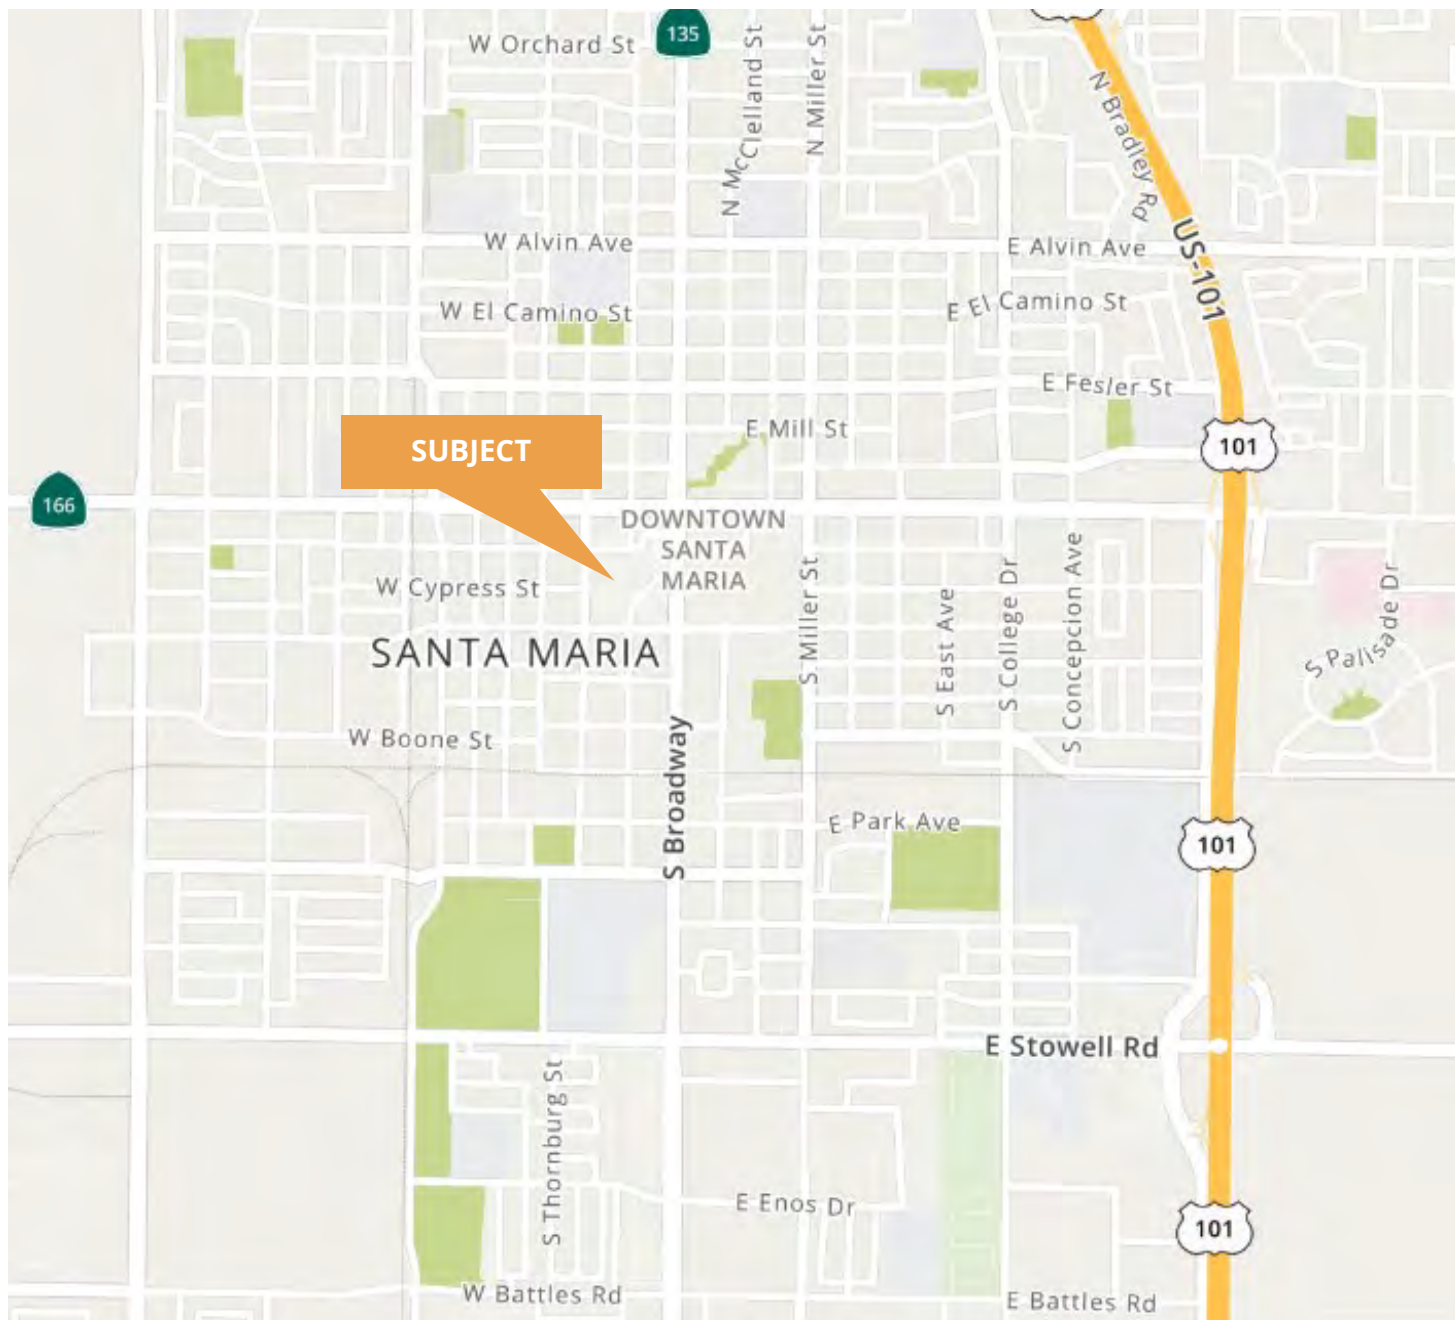 135
W Orchard St
N McClelland St
N Miller St
N Bradley Rd
W Alvin Ave
E Alvin Ave
US-101
W El Camino St
E El Camino St
E Fesler St
E Mill St
SUBJECT
101
166
DOWNTOWN
SANTA
MARIA
W Cypress St
S Miller St
S East Ave
S College Dr
S Concepcion Ave
S Palisade Dr
SANTA MARIA
W Boone St
S Broadway
E Park Ave
101
E Stowell Rd
S Thornburg St
E Enos Dr
101
W Battles Rd
E Battles Rd